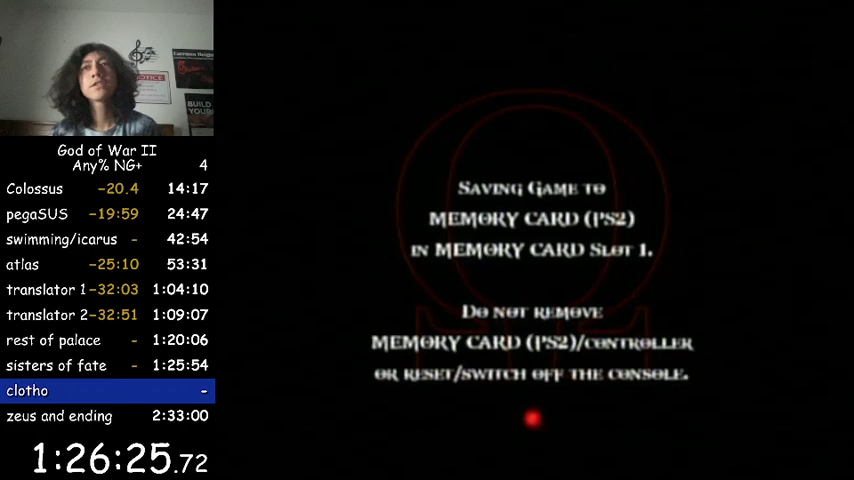 NOTICE
BUILD
YOUR
God of War II
Any% NG+ 4
Colossus -20.4 14:17
pegaSUS -19:59 24:47
swimming/icarus - 42:54
atlas -25:10 53:31
translator 1 -32:03 1:04:10
translator 2 -32:51 1:09:07
rest of palace - 1:20:06
sisters of fate - 1:25:54
clotho -
zeus and ending 2:33:00
1:26:25.72
Saving Game to
MEMORY CARD (PS2)
in MEMORY CARD Slot 1.
Do not remove
MEMORY CARD (PS2)/controller
or reset/switch off the console.